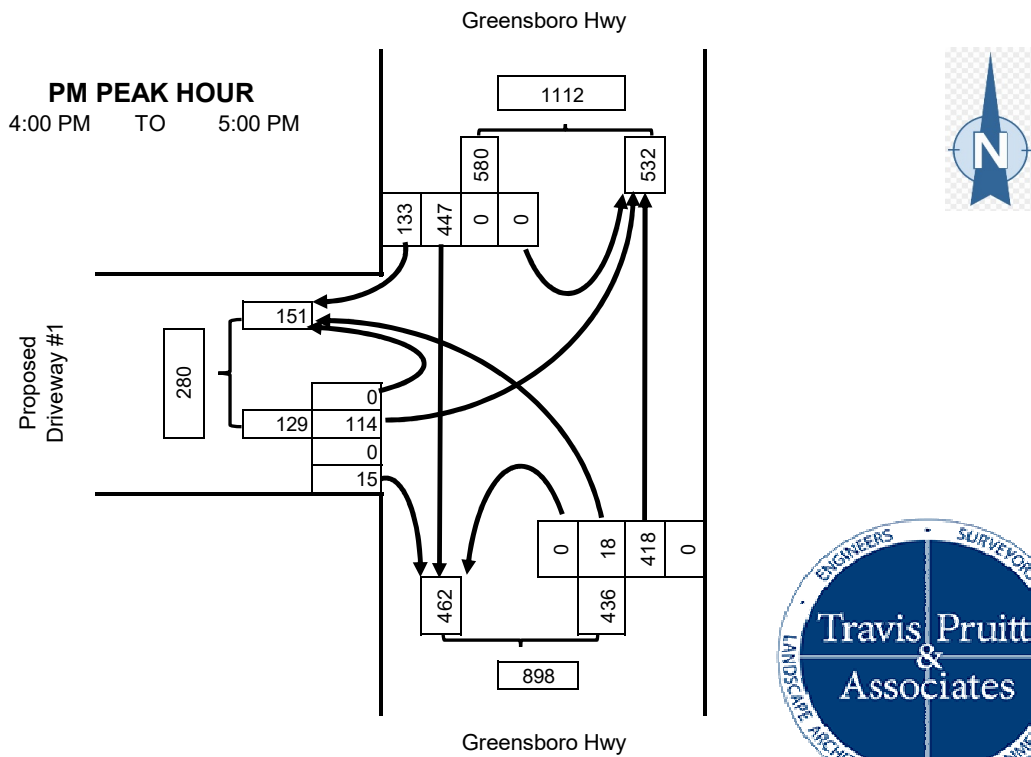 Greensboro Hwy
PM PEAK HOUR
4:00 PM TO 5:00 PM
1112
580
532
133 447 0 0
N
151
Proposed
Driveway #1
280
0
129 114
0
15
0 18 418 0
462
436
898
Greensboro Hwy
ENGINEERS · SURVEYOR
LANDSCAPE ARCH
Travis Pruitt
&
Associates